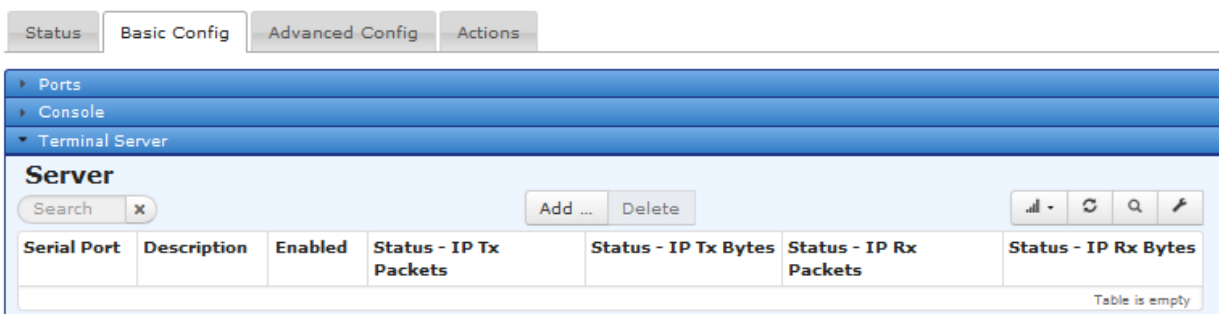 Status Basic Config Advanced Config Actions
Ports
Console
Terminal Server
Server
Search Add ... Delete
Serial Port Description Enabled Status - IP Tx Packets Status - IP Tx Bytes Status - IP Rx Packets Status - IP Rx Bytes
Table is empty